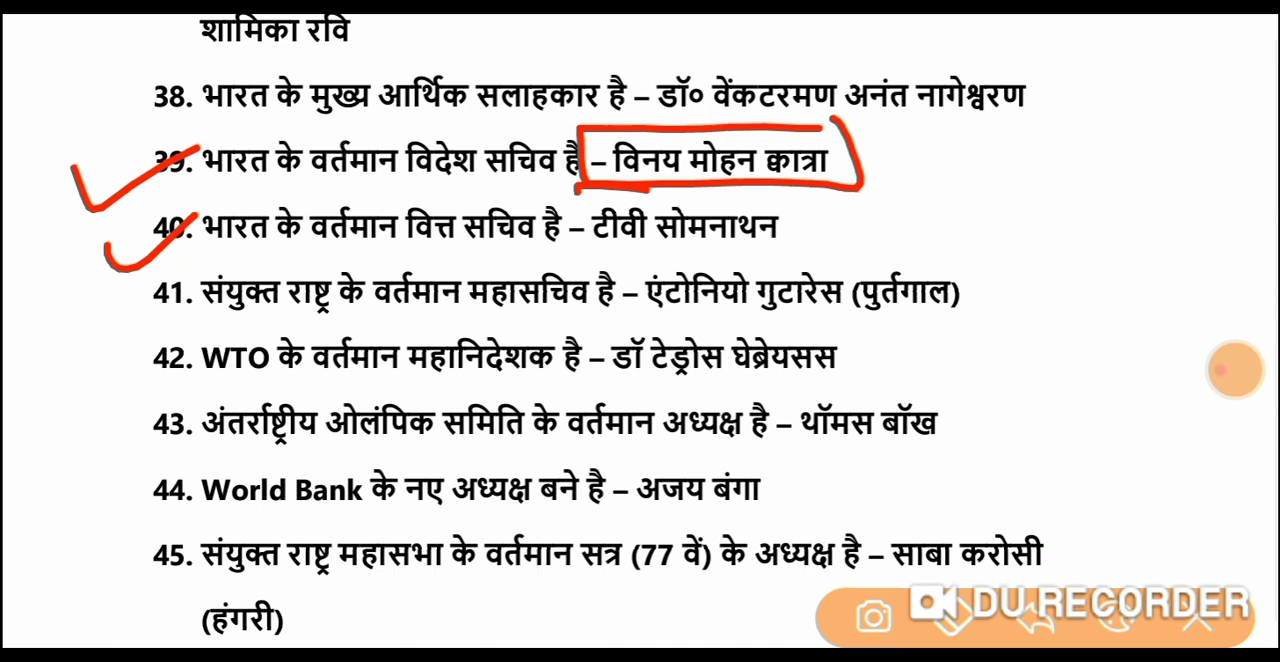 शामिका रवि
38. भारत के मुख्य आर्थिक सलाहकार है – डॉ० वेंकटरमण अनंत नागेश्वरण
39. भारत के वर्तमान विदेश सचिव है – विनय मोहन क्वात्रा
40. भारत के वर्तमान वित्त सचिव है – टीवी सोमनाथन
41. संयुक्त राष्ट्र के वर्तमान महासचिव है – एंटोनियो गुटारेस (पुर्तगाल)
42. WTO के वर्तमान महानिदेशक है – डॉ टेड्रोस घेब्रेयसस
43. अंतर्राष्ट्रीय ओलंपिक समिति के वर्तमान अध्यक्ष है – थॉमस बॉख
44. World Bank के नए अध्यक्ष बने है – अजय बंगा
45. संयुक्त राष्ट्र महासभा के वर्तमान सत्र (77 वें) के अध्यक्ष है – साबा करोसी
(हंगरी)
DU RECORDER